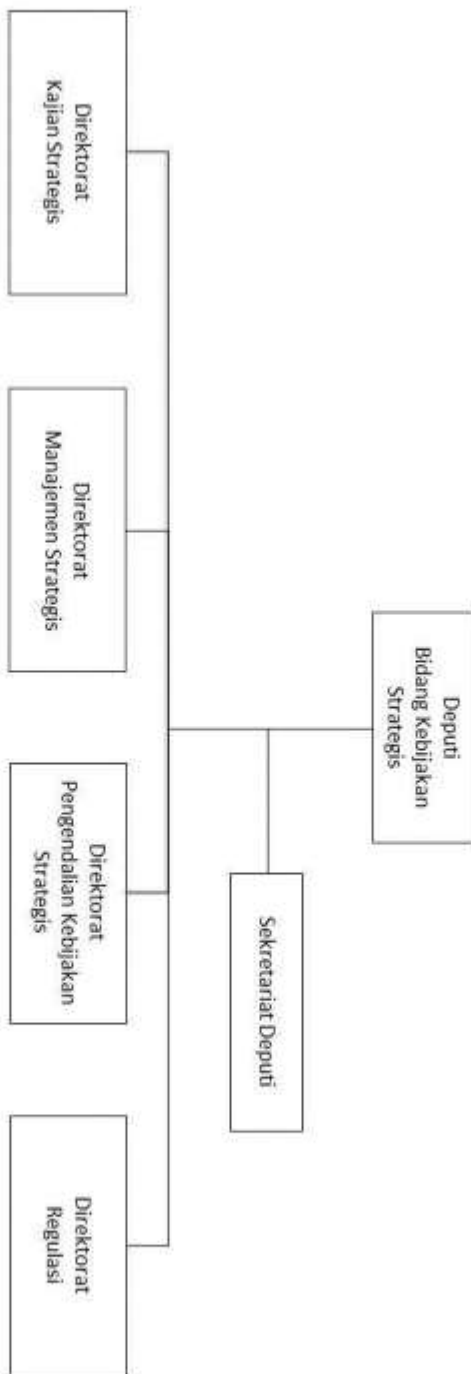 Deputi
Bidang Kebijakan
Strategis
Sekretariat Deputi
Direktorat
Kajian Strategis
Direktorat
Manajemen Strategis
Direktorat
Pengendalian Kebijakan
Strategis
Direktorat
Regulasi